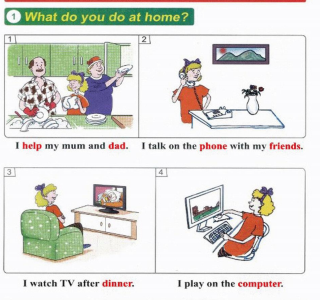 1 What do you do at home?
1
2
I help my mum and dad.
I talk on the phone with my friends.
3
4
I watch TV after dinner.
I play on the computer.